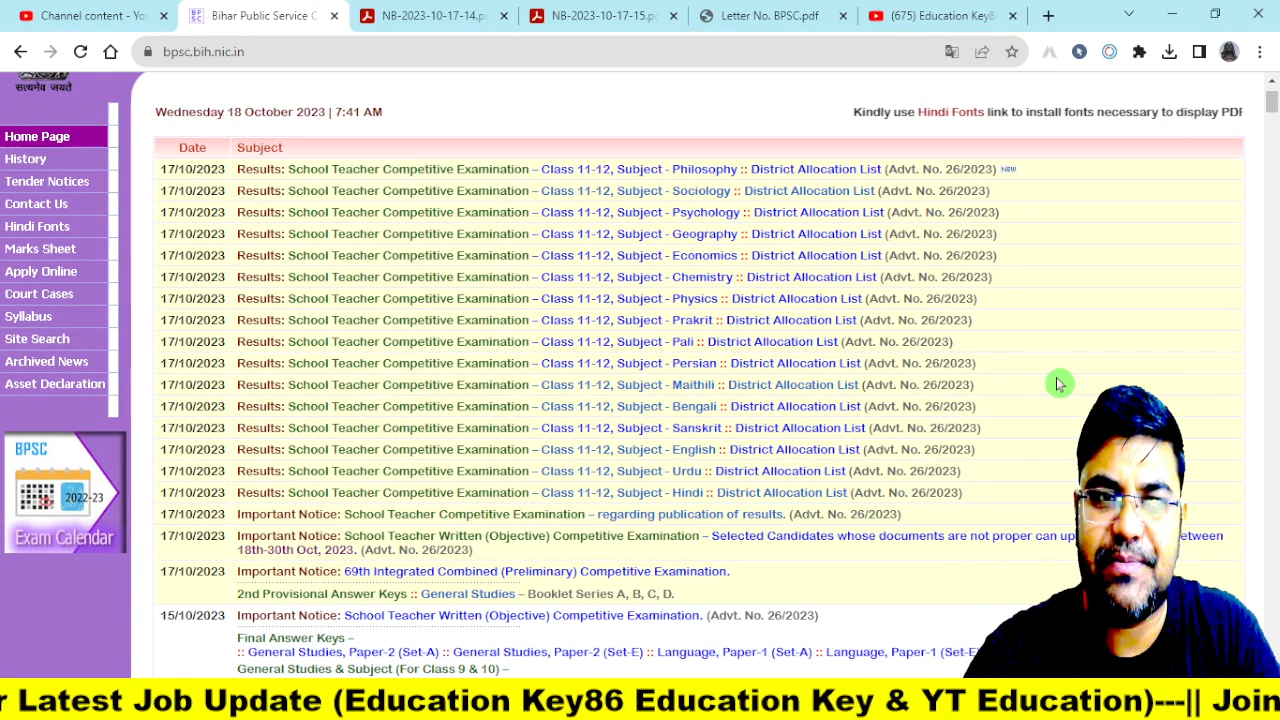 Content creation - You
Bihar Public Service C
NB-2023-10-17-14.p
NB-2023-10-17-15.p
Letter No. BPSC.pdf
(675) Education Key8
bpsc.bih.nic.in
सत्यमेव जयते
Wednesday 18 October 2023 | 7:41 AM
Kindly use Hindi Fonts link to install fonts necessary to display PDF
Home Page
History
Tender Notices
Contact Us
Hindi Fonts
Marks Sheet
Apply Online
Court Cases
Syllabus
Site Search
Archived News
Asset Declaration
BPSC
2022-23
Exam Calendar
Date Subject
17/10/2023 Results: School Teacher Competitive Examination – Class 11-12, Subject - Philosophy :: District Allocation List (Advt. No. 26/2023) NEW
17/10/2023 Results: School Teacher Competitive Examination – Class 11-12, Subject - Sociology :: District Allocation List (Advt. No. 26/2023)
17/10/2023 Results: School Teacher Competitive Examination – Class 11-12, Subject - Psychology :: District Allocation List (Advt. No. 26/2023)
17/10/2023 Results: School Teacher Competitive Examination – Class 11-12, Subject - Geography :: District Allocation List (Advt. No. 26/2023)
17/10/2023 Results: School Teacher Competitive Examination – Class 11-12, Subject - Economics :: District Allocation List (Advt. No. 26/2023)
17/10/2023 Results: School Teacher Competitive Examination – Class 11-12, Subject - Chemistry :: District Allocation List (Advt. No. 26/2023)
17/10/2023 Results: School Teacher Competitive Examination – Class 11-12, Subject - Physics :: District Allocation List (Advt. No. 26/2023)
17/10/2023 Results: School Teacher Competitive Examination – Class 11-12, Subject - Prakrit :: District Allocation List (Advt. No. 26/2023)
17/10/2023 Results: School Teacher Competitive Examination – Class 11-12, Subject - Pali :: District Allocation List (Advt. No. 26/2023)
17/10/2023 Results: School Teacher Competitive Examination – Class 11-12, Subject - Persian :: District Allocation List (Advt. No. 26/2023)
17/10/2023 Results: School Teacher Competitive Examination – Class 11-12, Subject - Maithili :: District Allocation List (Advt. No. 26/2023)
17/10/2023 Results: School Teacher Competitive Examination – Class 11-12, Subject - Bengali :: District Allocation List (Advt. No. 26/2023)
17/10/2023 Results: School Teacher Competitive Examination – Class 11-12, Subject - Sanskrit :: District Allocation List (Advt. No. 26/2023)
17/10/2023 Results: School Teacher Competitive Examination – Class 11-12, Subject - English :: District Allocation List (Advt. No. 26/2023)
17/10/2023 Results: School Teacher Competitive Examination – Class 11-12, Subject - Urdu :: District Allocation List (Advt. No. 26/2023)
17/10/2023 Results: School Teacher Competitive Examination – Class 11-12, Subject - Hindi :: District Allocation List (Advt. No. 26/2023)
17/10/2023 Important Notice: School Teacher Competitive Examination – regarding publication of results. (Advt. No. 26/2023)
17/10/2023 Important Notice: School Teacher Written (Objective) Competitive Examination – Selected Candidates whose documents are not proper can up etween
18th-30th Oct, 2023. (Advt. No. 26/2023)
17/10/2023 Important Notice: 69th Integrated Combined (Preliminary) Competitive Examination.
2nd Provisional Answer Keys :: General Studies – Booklet Series A, B, C, D.
15/10/2023 Important Notice: School Teacher Written (Objective) Competitive Examination. (Advt. No. 26/2023)
Final Answer Keys –
:: General Studies, Paper-2 (Set-A) :: General Studies, Paper-2 (Set-E) :: Language, Paper-1 (Set-A) :: Language, Paper-1 (Set-E
General Studies & Subject (For Class 9 & 10) –
r Latest Job Update (Education Key86 Education Key & YT Education)---|| Join